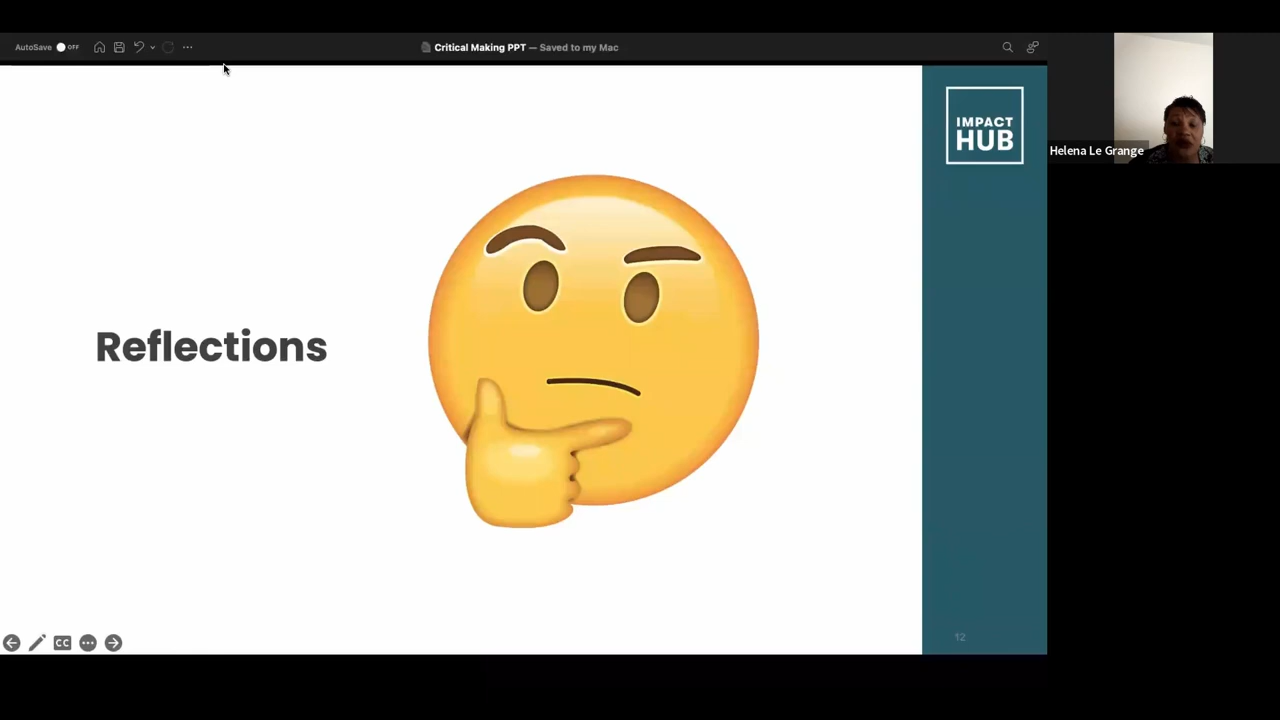 AutoSave OFF
Critical Making PPT — Saved to my Mac
IMPACT
HUB
Helena Le Grange
Reflections
CC
12